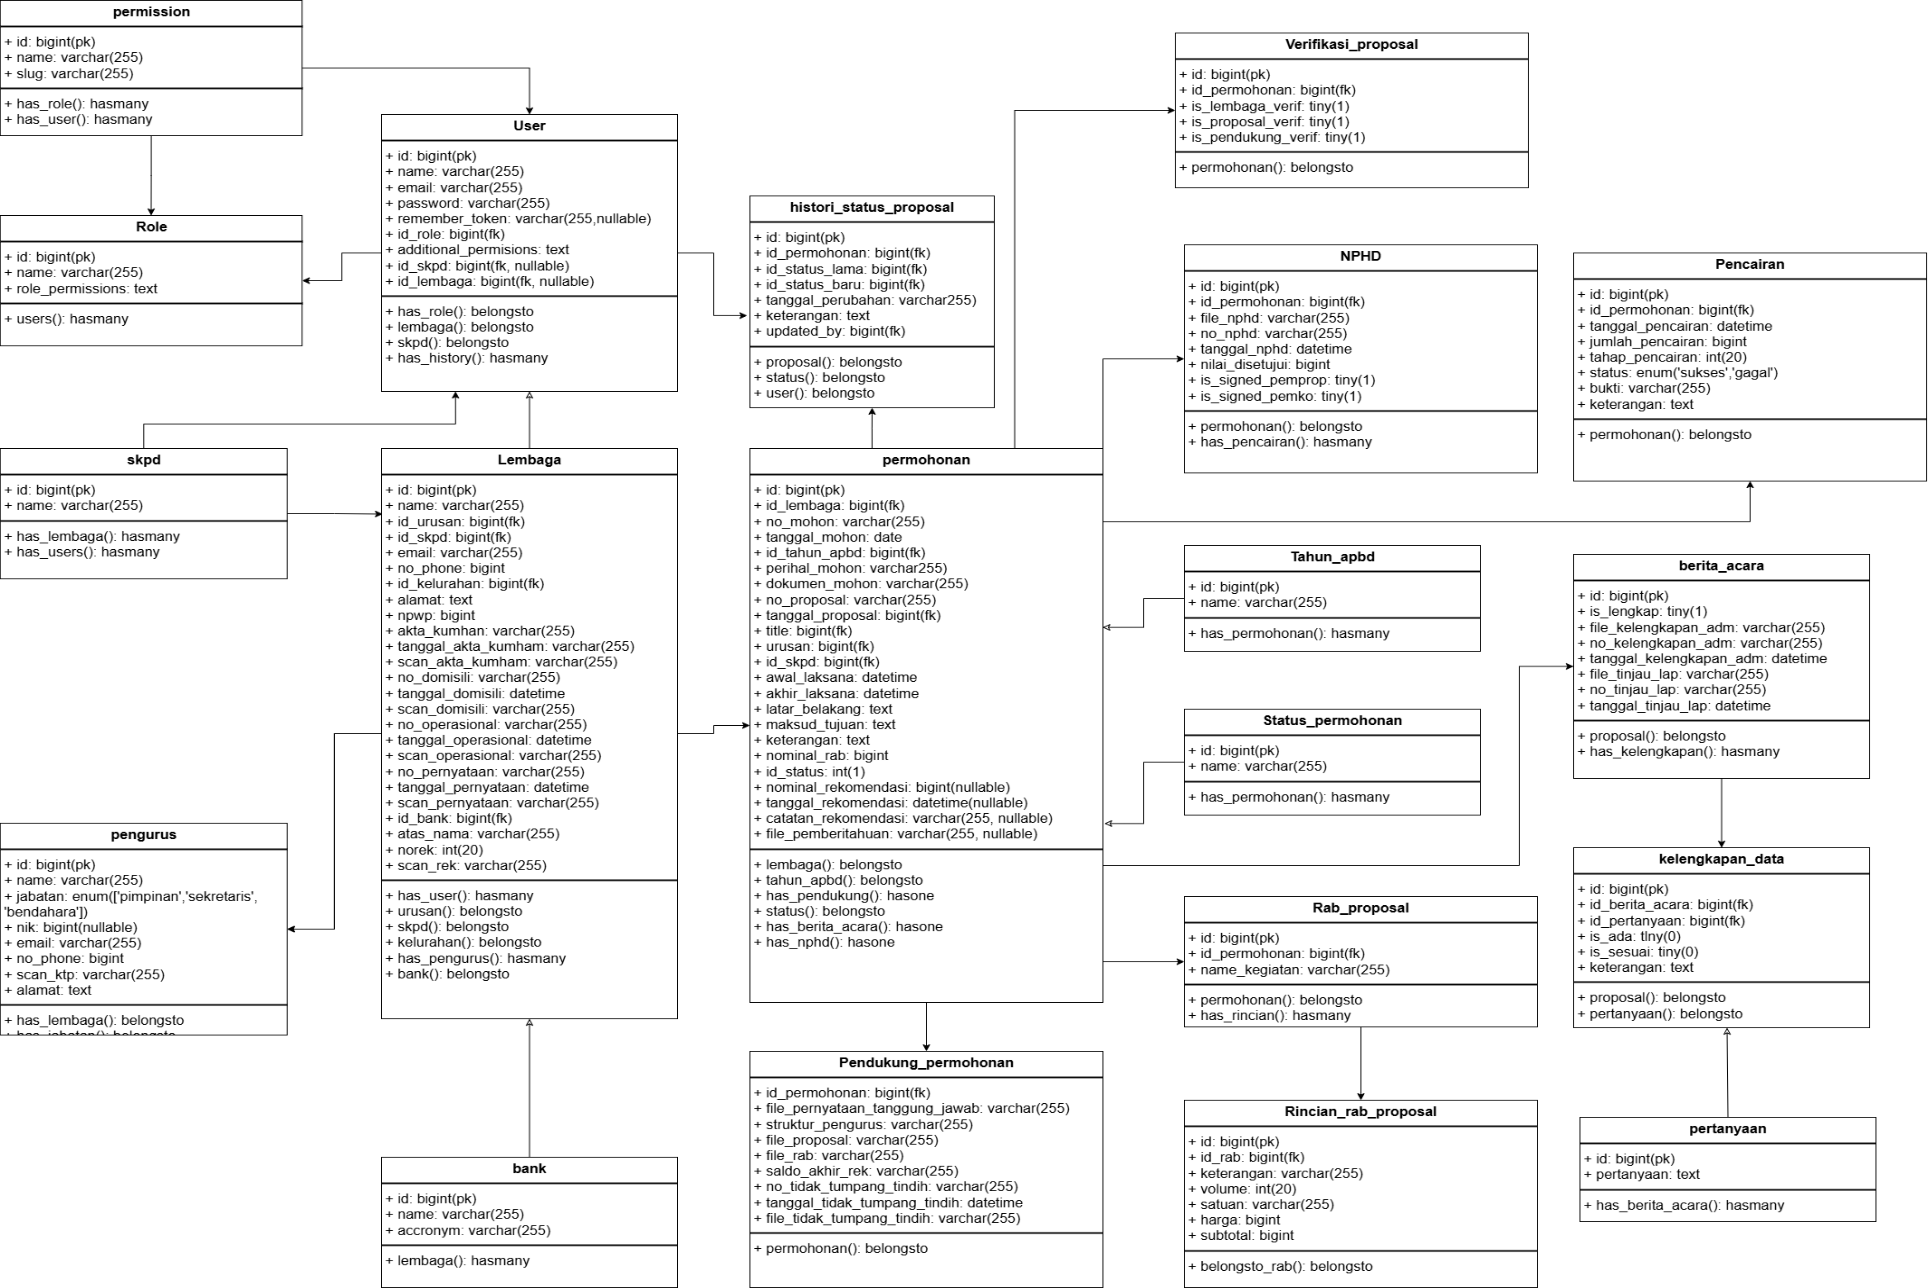 permission
+ id: bigint(pk)
+ name: varchar(255)
+ slug: varchar(255)
+ has_role(): hasmany
+ has_user(): hasmany
Role
+ id: bigint(pk)
+ name: varchar(255)
+ role_permissions: text
+ users(): hasmany
User
+ id: bigint(pk)
+ name: varchar(255)
+ email: varchar(255)
+ password: varchar(255)
+ remember_token: varchar(255,nullable)
+ id_role: bigint(fk)
+ additional_permisions: text
+ id_skpd: bigint(fk, nullable)
+ id_lembaga: bigint(fk, nullable)
+ has_role(): belongsto
+ lembaga(): belongsto
+ skpd(): belongsto
+ has_history(): hasmany
histori_status_proposal
+ id: bigint(pk)
+ id_permohonan: bigint(fk)
+ id_status_lama: bigint(fk)
+ id_status_baru: bigint(fk)
+ tanggal_perubahan: varchar255)
+ keterangan: text
+ updated_by: bigint(fk)
+ proposal(): belongsto
+ status(): belongsto
+ user(): belongsto
Verifikasi_proposal
+ id: bigint(pk)
+ id_permohonan: bigint(fk)
+ is_lembaga_verif: tiny(1)
+ is_proposal_verif: tiny(1)
+ is_pendukung_verif: tiny(1)
+ permohonan(): belongsto
NPHD
+ id: bigint(pk)
+ id_permohonan: bigint(fk)
+ file_nphd: varchar(255)
+ no_nphd: varchar(255)
+ tanggal_nphd: datetime
+ nilai_disetujui: bigint
+ is_signed_pemprop: tiny(1)
+ is_signed_pemko: tiny(1)
+ permohonan(): belongsto
+ has_pencairan(): hasmany
Pencairan
+ id: bigint(pk)
+ id_permohonan: bigint(fk)
+ tanggal_pencairan: datetime
+ jumlah_pencairan: bigint
+ tahap_pencairan: int(20)
+ status: enum('sukses','gagal')
+ bukti: varchar(255)
+ keterangan: text
+ permohonan(): belongsto
skpd
+ id: bigint(pk)
+ name: varchar(255)
+ has_lembaga(): hasmany
+ has_users(): hasmany
Lembaga
+ id: bigint(pk)
+ name: varchar(255)
+ id_urusan: bigint(fk)
+ id_skpd: bigint(fk)
+ email: varchar(255)
+ no_phone: bigint
+ id_kelurahan: bigint(fk)
+ alamat: text
+ npwp: bigint
+ akta_kumhan: varchar(255)
+ tanggal_akta_kumham: varchar(255)
+ scan_akta_kumham: varchar(255)
+ no_domisili: varchar(255)
+ tanggal_domisili: datetime
+ scan_domisili: varchar(255)
+ no_operasional: varchar(255)
+ tanggal_operasional: datetime
+ scan_operasional: varchar(255)
+ no_pernyataan: varchar(255)
+ tanggal_pernyataan: datetime
+ scan_pernyataan: varchar(255)
+ id_bank: bigint(fk)
+ atas_nama: varchar(255)
+ norek: int(20)
+ scan_rek: varchar(255)
+ has_user(): hasmany
+ urusan(): belongsto
+ skpd(): belongsto
+ kelurahan(): belongsto
+ has_pengurus(): hasmany
+ bank(): belongsto
permohonan
+ id: bigint(pk)
+ id_lembaga: bigint(fk)
+ no_mohon: varchar(255)
+ tanggal_mohon: date
+ id_tahun_apbd: bigint(fk)
+ perihal_mohon: varchar255)
+ dokumen_mohon: varchar(255)
+ no_proposal: varchar(255)
+ tanggal_proposal: bigint(fk)
+ title: bigint(fk)
+ urusan: bigint(fk)
+ id_skpd: bigint(fk)
+ awal_laksana: datetime
+ akhir_laksana: datetime
+ latar_belakang: text
+ maksud_tujuan: text
+ keterangan: text
+ nominal_rab: bigint
+ id_status: int(1)
+ nominal_rekomendasi: bigint(nullable)
+ tanggal_rekomendasi: datetime(nullable)
+ catatan_rekomendasi: varchar(255, nullable)
+ file_pemberitahuan: varchar(255, nullable)
+ lembaga(): belongsto
+ tahun_apbd(): belongsto
+ has_pendukung(): hasone
+ status(): belongsto
+ has_berita_acara(): hasone
+ has_nphd(): hasone
Tahun_apbd
+ id: bigint(pk)
+ name: varchar(255)
+ has_permohonan(): hasmany
Status_permohonan
+ id: bigint(pk)
+ name: varchar(255)
+ has_permohonan(): hasmany
berita_acara
+ id: bigint(pk)
+ is_lengkap: tiny(1)
+ file_kelengkapan_adm: varchar(255)
+ no_kelengkapan_adm: varchar(255)
+ tanggal_kelengkapan_adm: datetime
+ file_tinjau_lap: varchar(255)
+ no_tinjau_lap: varchar(255)
+ tanggal_tinjau_lap: datetime
+ proposal(): belongsto
+ has_kelengkapan(): hasmany
pengurus
+ id: bigint(pk)
+ name: varchar(255)
+ jabatan: enum(['pimpinan','sekretaris',
'bendahara'])
+ nik: bigint(nullable)
+ email: varchar(255)
+ no_phone: bigint
+ scan_ktp: varchar(255)
+ alamat: text
+ has_lembaga(): belongsto
kelengkapan_data
+ id: bigint(pk)
+ id_berita_acara: bigint(fk)
+ id_pertanyaan: bigint(fk)
+ is_ada: tlny(0)
+ is_sesuai: tiny(0)
+ keterangan: text
+ proposal(): belongsto
+ pertanyaan(): belongsto
Rab_proposal
+ id: bigint(pk)
+ id_permohonan: bigint(fk)
+ name_kegiatan: varchar(255)
+ permohonan(): belongsto
+ has_rincian(): hasmany
Pendukung_permohonan
+ id_permohonan: bigint(fk)
+ file_pernyataan_tanggung_jawab: varchar(255)
+ struktur_pengurus: varchar(255)
+ file_proposal: varchar(255)
+ file_rab: varchar(255)
+ saldo_akhir_rek: varchar(255)
+ no_tidak_tumpang_tindih: varchar(255)
+ tanggal_tidak_tumpang_tindih: datetime
+ file_tidak_tumpang_tindih: varchar(255)
+ permohonan(): belongsto
Rincian_rab_proposal
+ id: bigint(pk)
+ id_rab: bigint(fk)
+ keterangan: varchar(255)
+ volume: int(20)
+ satuan: varchar(255)
+ harga: bigint
+ subtotal: bigint
+ belongsto_rab(): belongsto
pertanyaan
+ id: bigint(pk)
+ pertanyaan: text
+ has_berita_acara(): hasmany
bank
+ id: bigint(pk)
+ name: varchar(255)
+ accronym: varchar(255)
+ lembaga(): hasmany